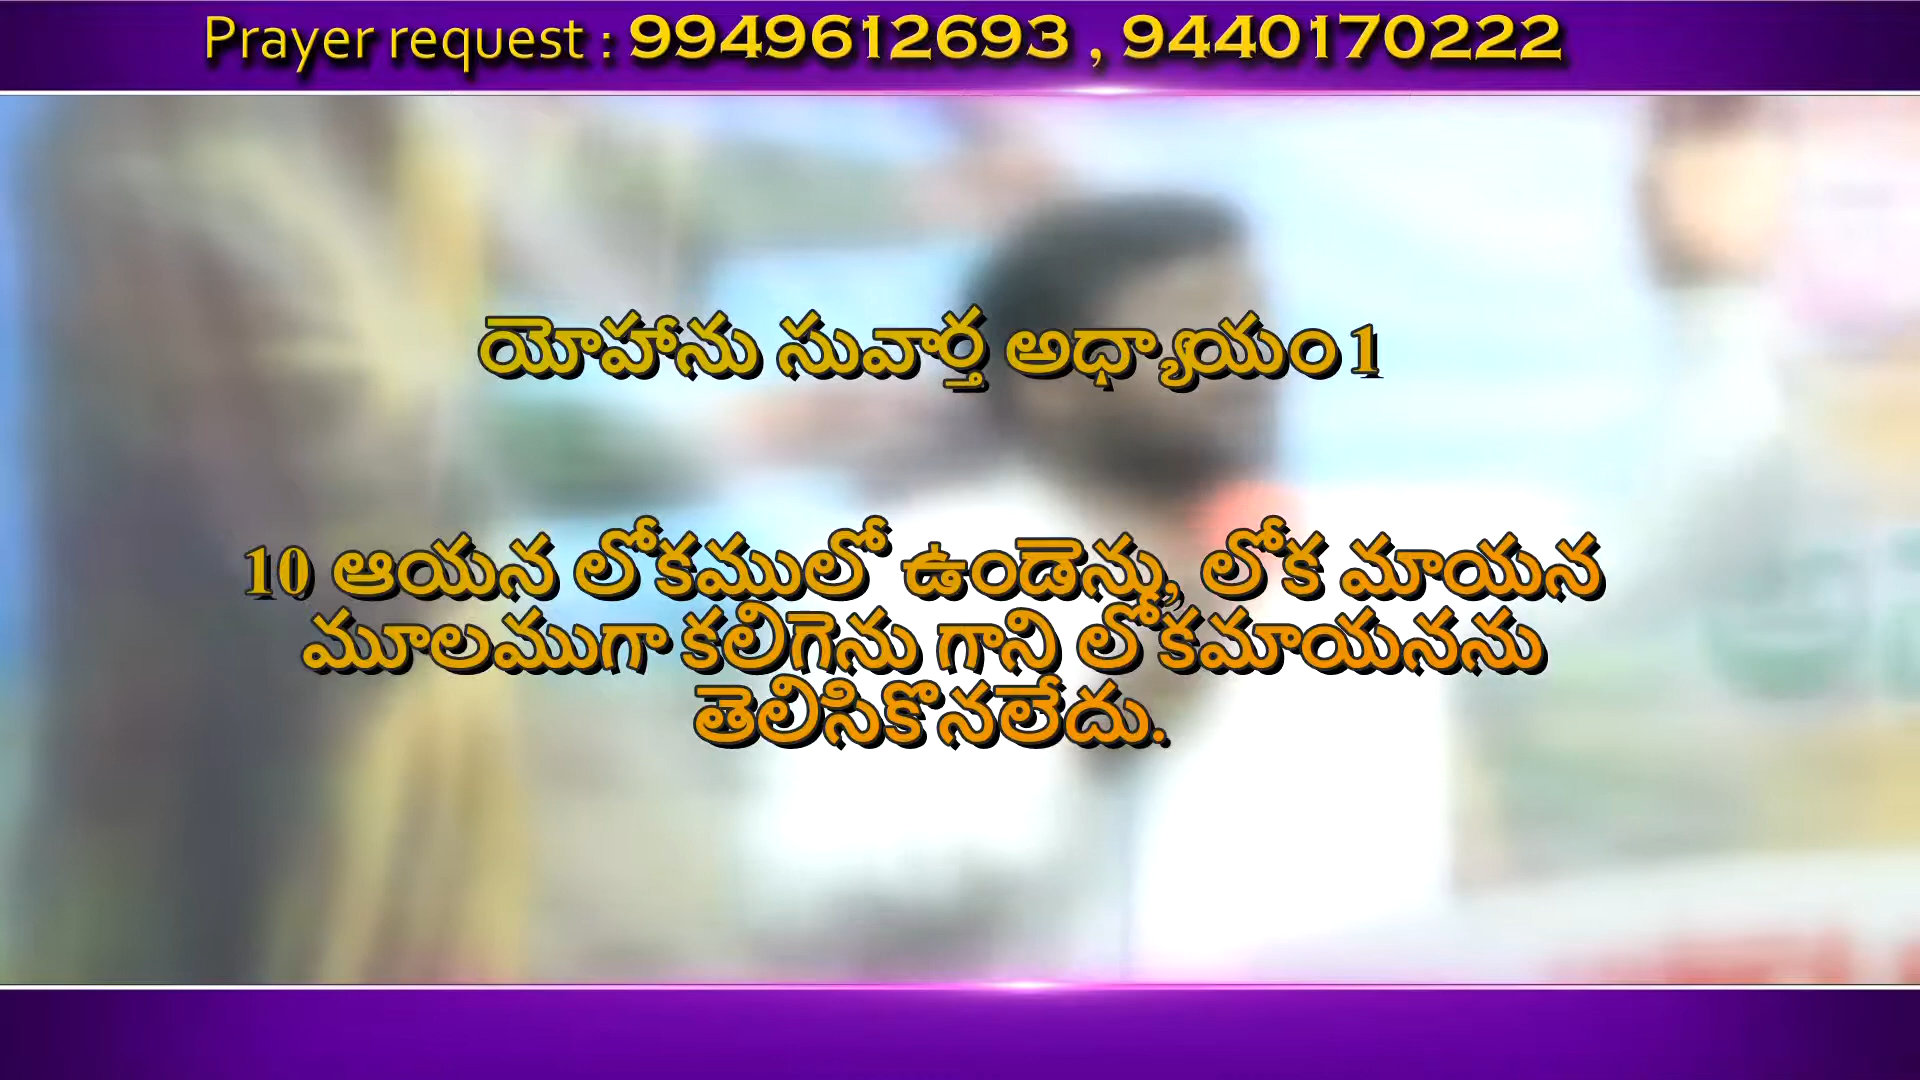 Prayer request : 9949612693 , 9440170222
యోహాను సువార్త అధ్యాయం 1
10 ఆయన లోకములో ఉండెన్ను, లోక మాయన
మూలముగా కలిగెను గాని లోకమాయనను
తెలిసికొనలేదు.